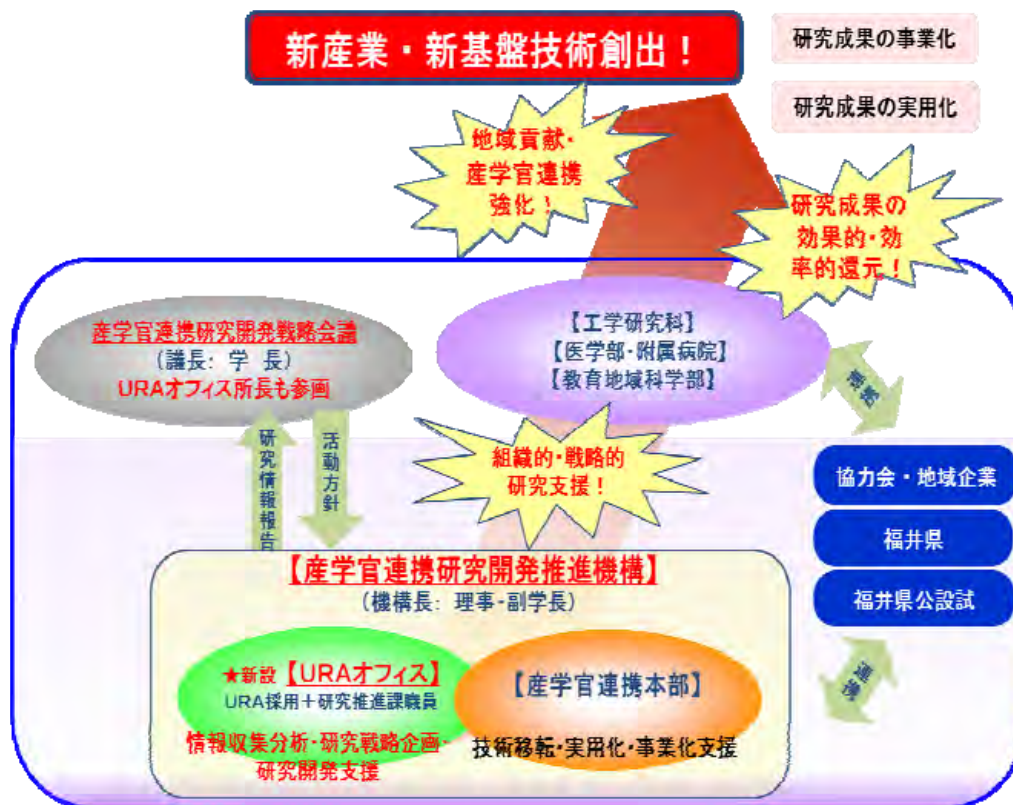 新産業・新基盤技術創出！
研究成果の事業化
研究成果の実用化
地域貢献・
産学官連携
強化！
研究成果の
効果的・効
率的還元！
産学官連携研究開発戦略会議
（議長： 学 長）
URAオフィス所長も参画
【工学研究科】
【医学部・附属病院】
【教育地域科学部】
連携
研究情報報告
活動方針
組織的・戦略的
研究支援！
協力会・地域企業
福井県
福井県公設試
【産学官連携研究開発推進機構】
（機構長： 理事・副学長）
★新設【URAオフィス】
URA採用＋研究推進課職員
情報収集分析・研究戦略企画・
研究開発支援
【産学官連携本部】
技術移転・実用化・事業化支援
連携